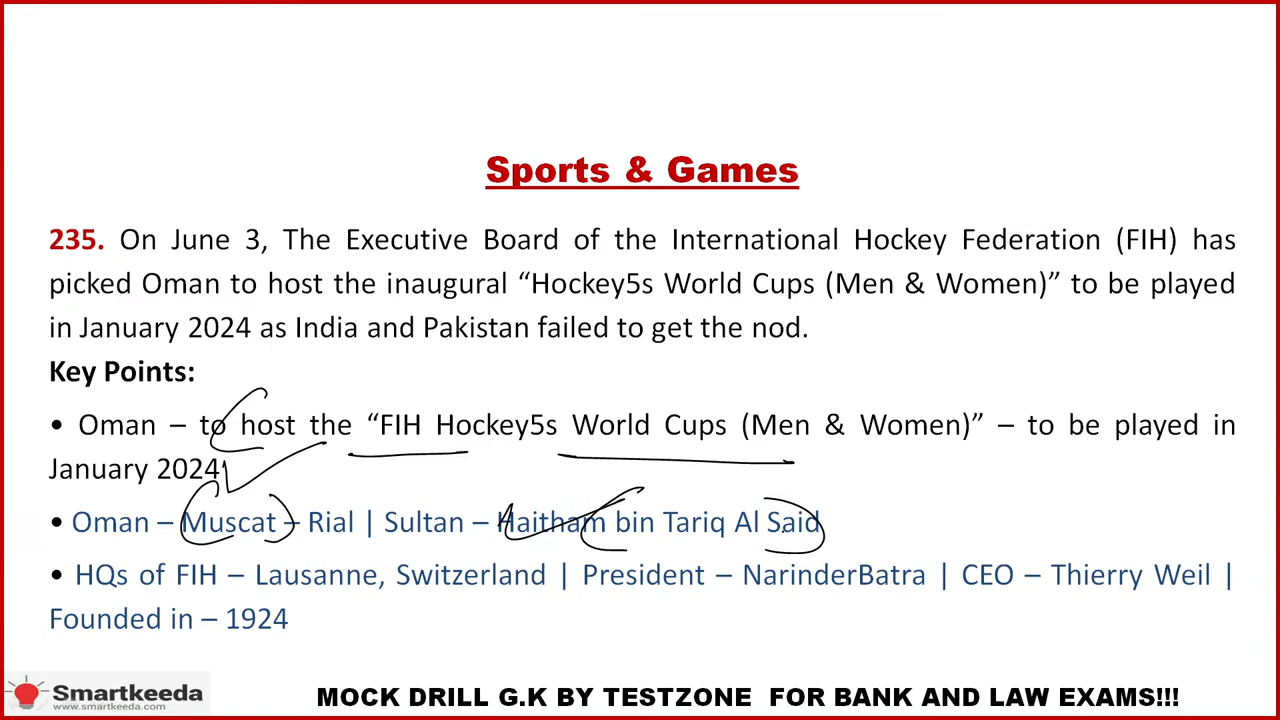 Sports & Games
235. On June 3, The Executive Board of the International Hockey Federation (FIH) has
picked Oman to host the inaugural “Hockey5s World Cups (Men & Women)” to be played
in January 2024 as India and Pakistan failed to get the nod.
Key Points:
• Oman – to host the “FIH Hockey5s World Cups (Men & Women)” – to be played in
January 2024
• Oman – Muscat – Rial | Sultan – Haitham bin Tariq Al Said
• HQs of FIH – Lausanne, Switzerland | President – NarinderBatra | CEO – Thierry Weil |
Founded in – 1924
Smartkeeda
www.smartkeeda.com
MOCK DRILL G.K BY TESTZONE FOR BANK AND LAW EXAMS!!!